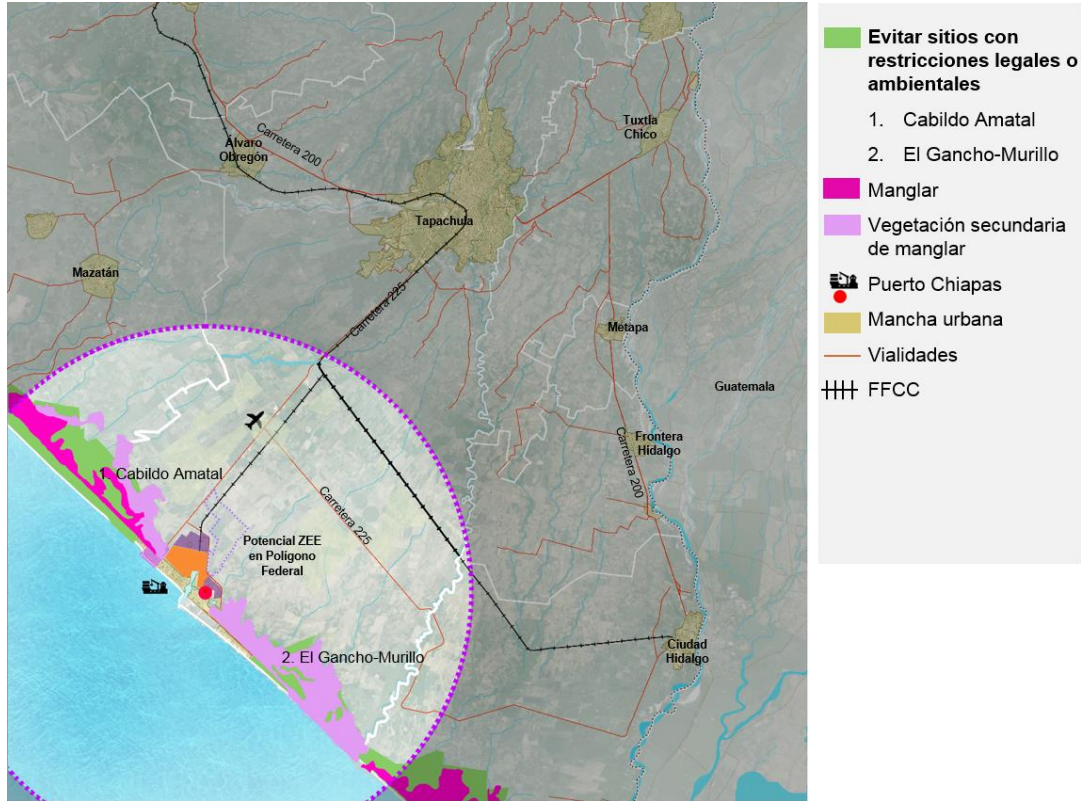 Carretera 200
Álvaro
Obregón
Tuxtla
Chico
Tapachula
Mazatán
Carretera 225
Metapa
Guatemala
Frontera
Hidalgo
Carretera 200
1. Cabildo Amatal
Carretera 225
Potencial ZEE
en Polígono
Federal
2. El Gancho-Murillo
Ciudad
Hidalgo
Evitar sitios con
restricciones legales o
ambientales
1. Cabildo Amatal
2. El Gancho-Murillo
Manglar
Vegetación secundaria
de manglar
Puerto Chiapas
Mancha urbana
Vialidades
FFCC